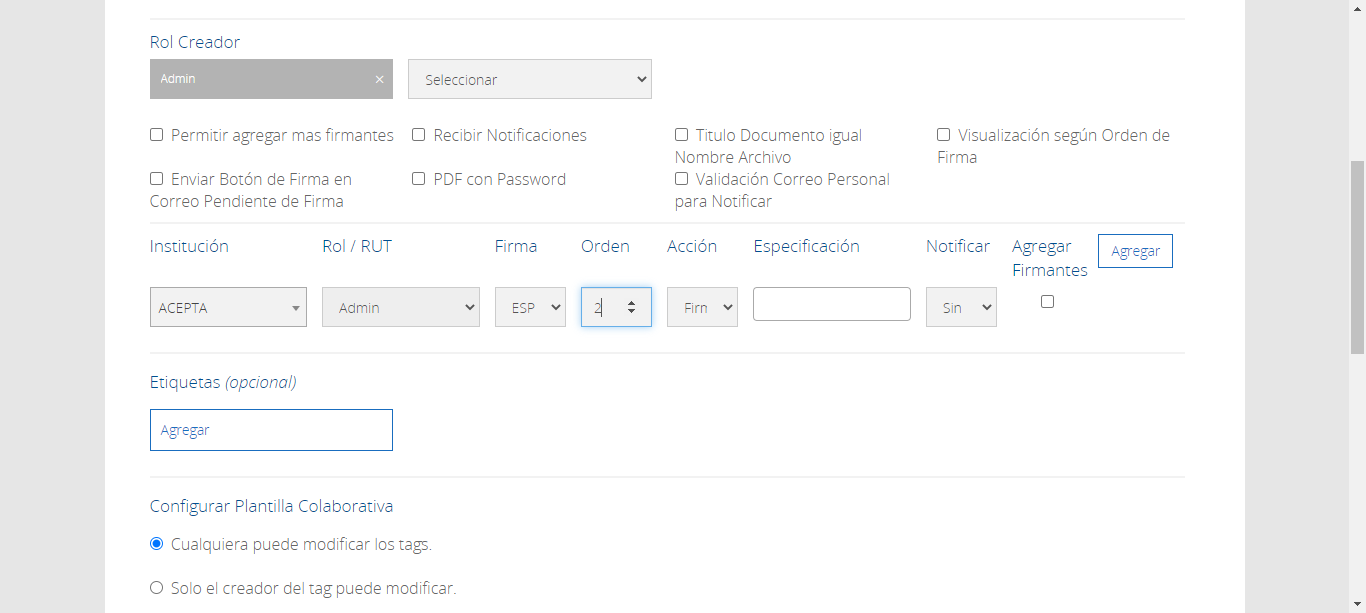 Rol Creador
Admin ×
Seleccionar
Permitir agregar mas firmantes
Recibir Notificaciones
Titulo Documento igual
Nombre Archivo
Visualización según Orden de
Firma
Enviar Botón de Firma en
Correo Pendiente de Firma
PDF con Password
Validación Correo Personal
para Notificar
Institución
Rol / RUT
Firma
Orden
Acción
Especificación
Notificar
Agregar
Firmantes
Agregar
ACEPTA
Admin
ESP
2
Firn
Sin
Etiquetas (opcional)
Agregar
Configurar Plantilla Colaborativa
Cualquiera puede modificar los tags.
Solo el creador del tag puede modificar.